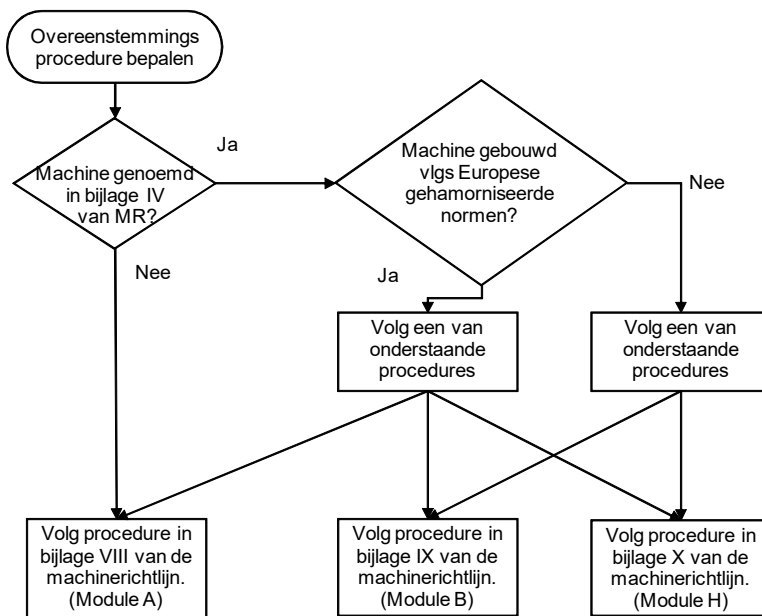 Overeenstemmings
procedure bepalen
Ja
Machine genoemd
in bijlage IV
van MR?
Machine gebouwd
vlgs Europese
gehamorniseerde
normen?
Nee
Nee
Ja
Volg een van
onderstaande
procedures
Volg een van
onderstaande
procedures
Volg procedure in
bijlage VIII van de
machinerichtlijn.
(Module A)
Volg procedure in
bijlage IX van de
machinerichtlijn.
(Module B)
Volg procedure in
bijlage X van de
machinerichtlijn.
(Module H)